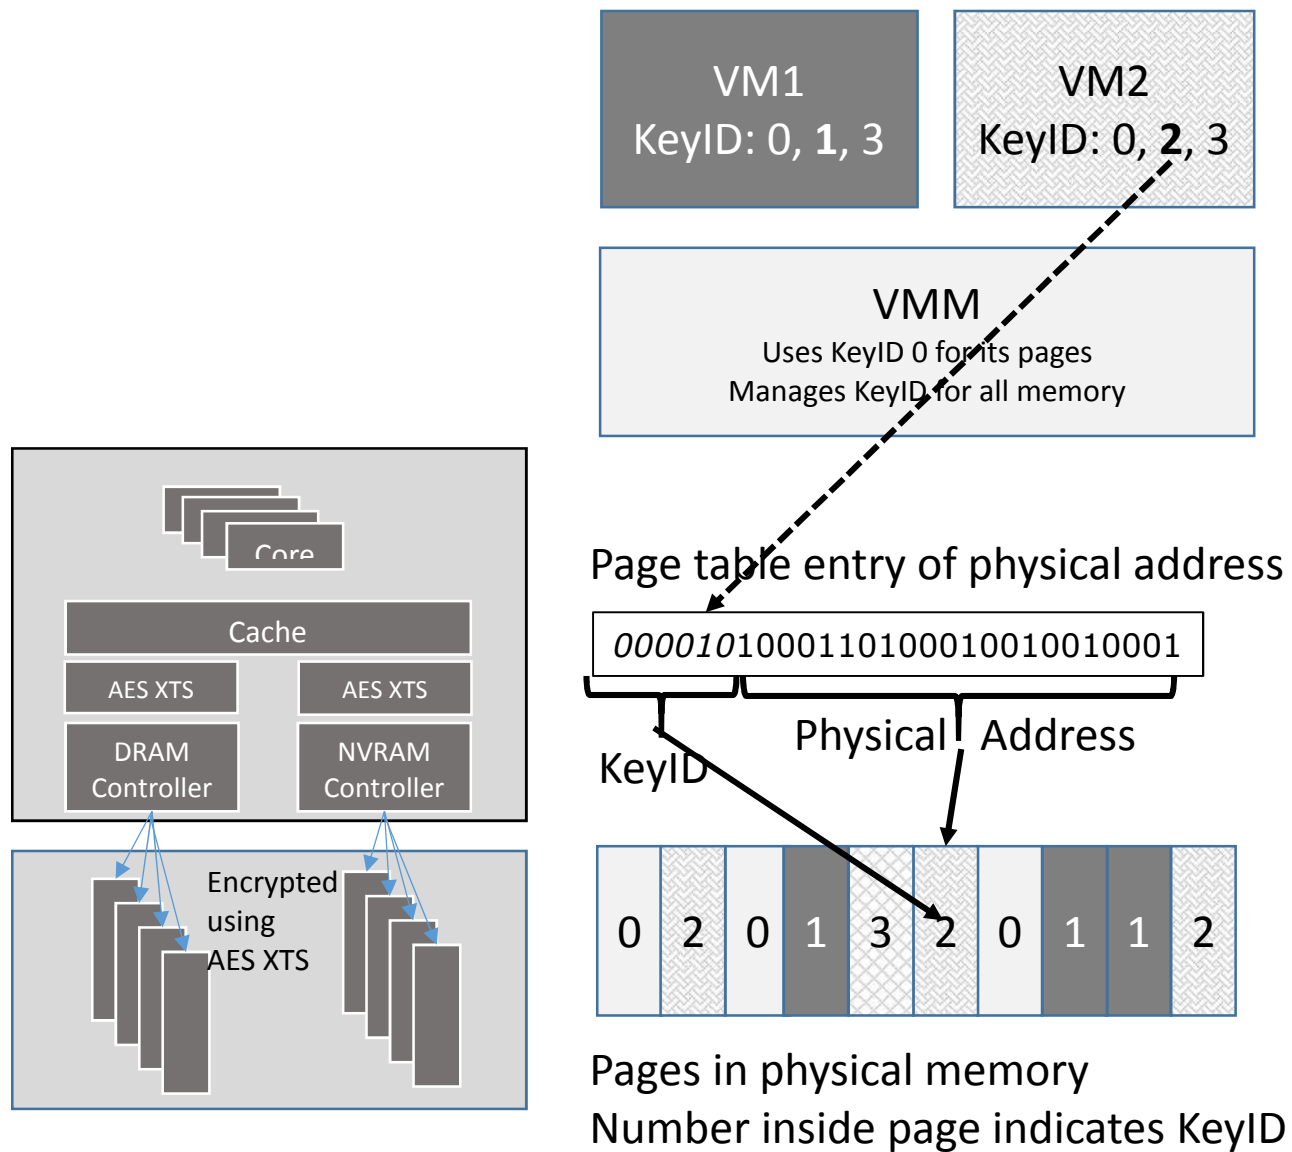 VM1
KeyID: 0, 1, 3
VM2
KeyID: 0, 2, 3
VMM
Uses KeyID 0 for its pages
Manages KeyID for all memory
Core
Cache
AES XTS
AES XTS
DRAM
Controller
NVRAM
Controller
Encrypted
using
AES XTS
Page table entry of physical address
000010100011010001001001 0001
KeyID
Physical Address
0 2 0 1 3 2 0 1 1 2
Pages in physical memory
Number inside page indicates KeyID